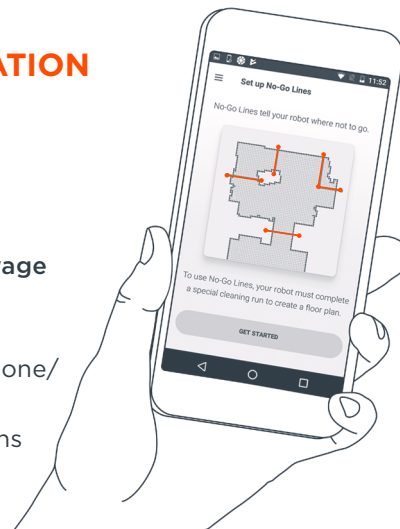 ATION
11:52
Set up No-Go Lines
No-Go Lines tell your robot where not to go.
age
one/
ns
To use No-Go Lines, your robot must complete
a special cleaning run to create a floor plan.
GET STARTED